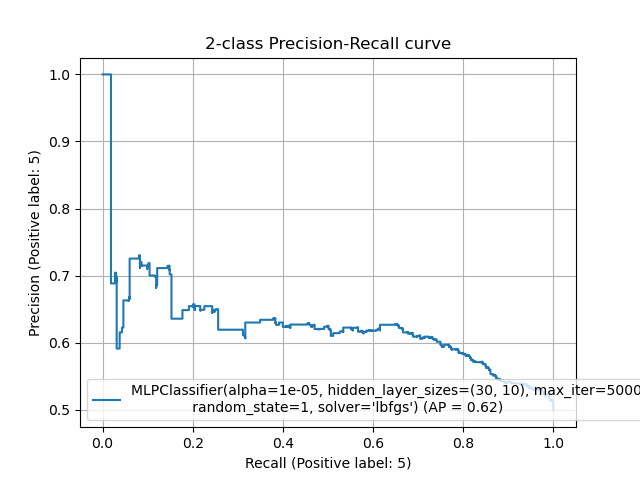 2-class Precision-Recall curve
1.0
0.9
0.8
0.7
0.6
0.5
Precision (Positive label: 5)
MLPClassifier(alpha=1e-05, hidden_layer_sizes=(30, 10), max_iter=5000
random_state=1, solver='lbfgs') (AP = 0.62)
0.0 0.2 0.4 0.6 0.8 1.0
Recall (Positive label: 5)